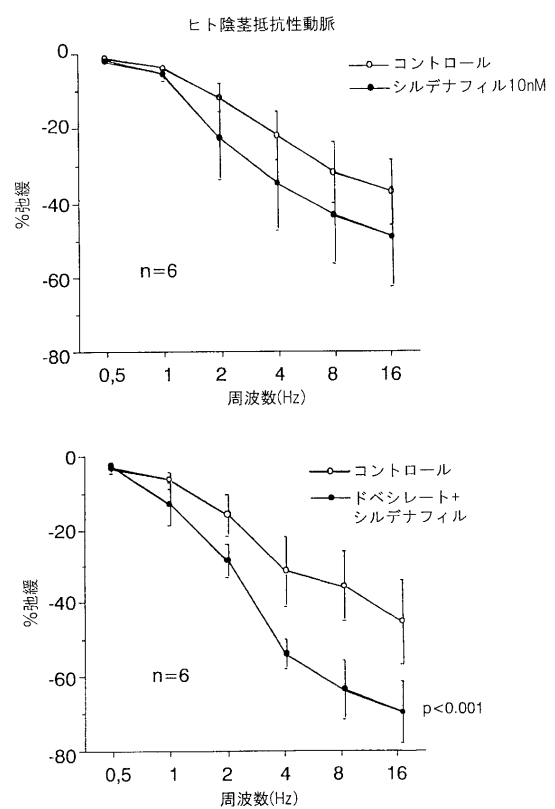 ヒト陰茎抵抗性動脈
コントロール
シルデナフィル10nM
0
-20
-40
-60
-80
%弛緩
n=6
0,5 1 2 4 8 16
周波数(Hz)
コントロール
ドベシレート+
シルデナフィル
0
-20
-40
-60
-80
%弛緩
n=6
p<0.001
0,5 1 2 4 8 16
周波数(Hz)